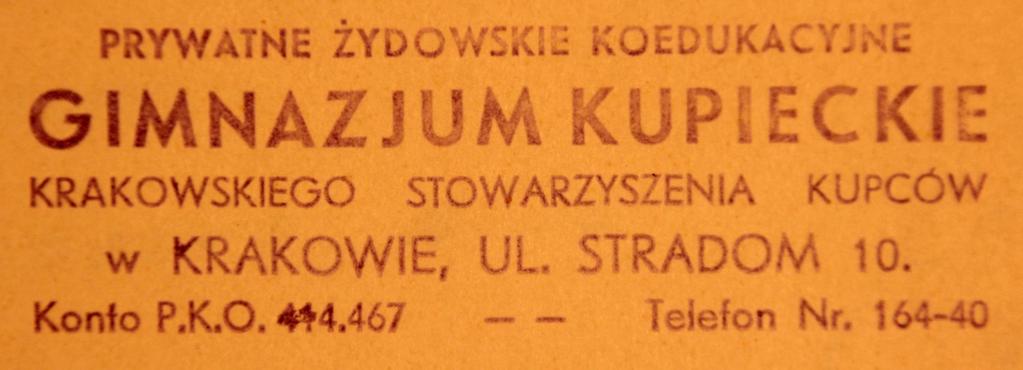 PRYWATNE ŻYDOWSKIE KOEDUKACYJNE
GIMNAZJUM KUPIECKIE
KRAKOWSKIEGO STOWARZYSZENIA KUPCÓW
w KRAKOWIE, UL. STRADOM 10.
Konto P.K.O. 414.467 — — Telefon Nr. 164-40